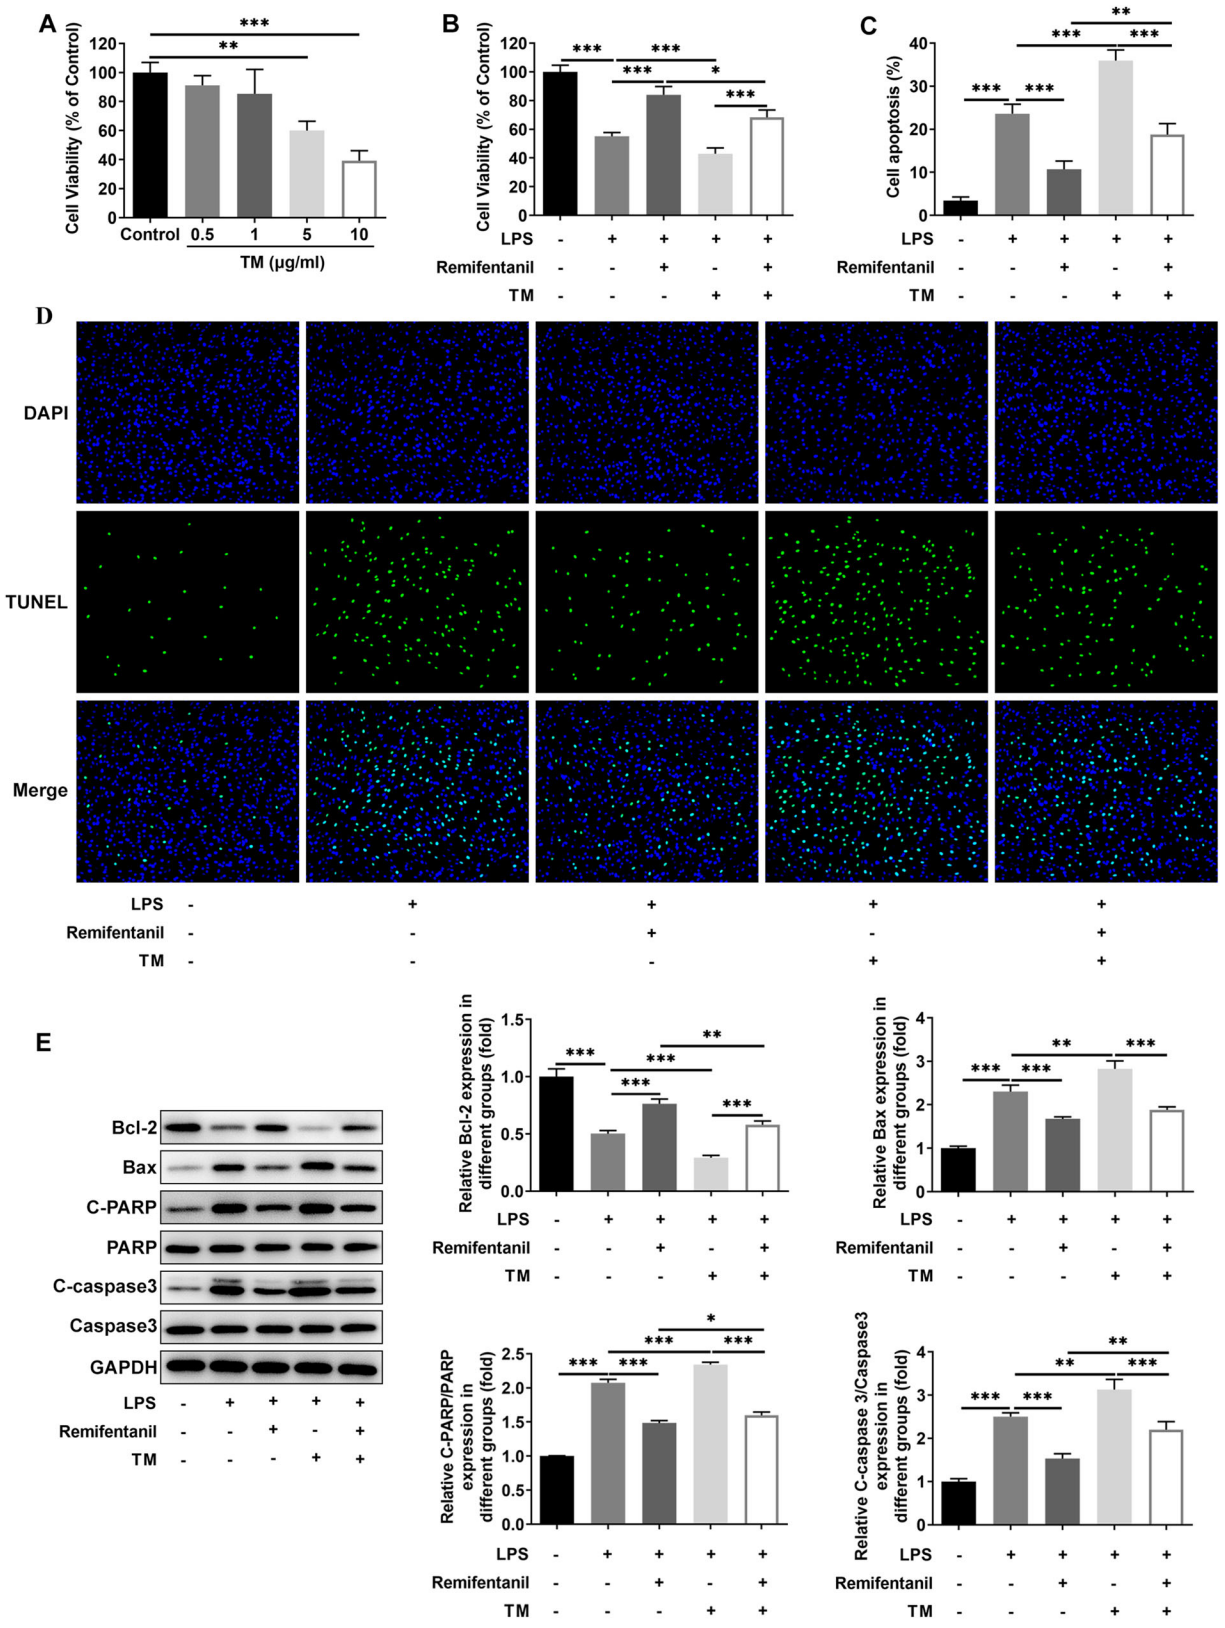 A
Cell Viability (% of Control)
120
100
80
60
40
20
0
***
**
Control 0.5 1 5 10
TM (μg/ml)
B
Cell Viability (% of Control)
120
100
80
60
40
20
0
*** ***
*** *
***
LPS - + + + +
Remifentanil - - + - +
TM - - - + +
C
Cell apoptosis (%)
40
30
20
10
0
**
*** ***
*** ***
LPS - + + + +
Remifentanil - - + - +
TM - - - + +
D
DAPI
TUNEL
Merge
LPS - + + + +
Remifentanil - - + - +
TM - - - + +
E
Bcl-2
Bax
C-PARP
PARP
C-caspase3
Caspase3
GAPDH
LPS - + + + +
Remifentanil - - + - +
TM - - - + +
Relative Bcl-2 expression in
different groups (fold)
1.5
1.0
0.5
0.0
**
*** ***
*** ***
LPS - + + + +
Remifentanil - - + - +
TM - - - + +
Relative Bax expression in
different groups (fold)
4
3
2
1
0
** ***
*** ***
LPS - + + + +
Remifentanil - - + - +
TM - - - + +
Relative C-PARP/PARP
expression in
different groups (fold)
2.5
2.0
1.5
1.0
0.5
0.0
*
*** ***
*** ***
LPS - + + + +
Remifentanil - - + - +
TM - - - + +
Relative C-caspase 3/Caspase3
expression in
different groups (fold)
4
3
2
1
0
**
** ***
*** ***
LPS - + + + +
Remifentanil - - + - +
TM - - - + +